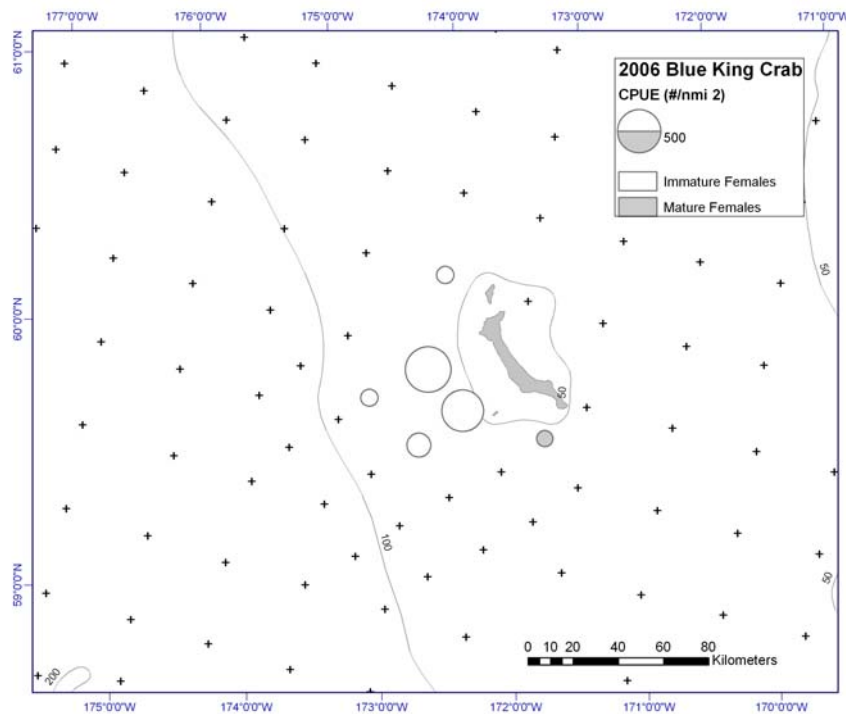 177°0'0"W 176°0'0"W 175°0'0"W 174°0'0"W 173°0'0"W 172°0'0"W 171°0'0"W
61°0'0"N
2006 Blue King Crab
CPUE (#/nmi 2)
500
Immature Females
Mature Females
50
60°0'0"N
50
100
59°0'0"N
50
0 5 10 15 20 40 60 80
Kilometers
200
175°0'0"W 174°0'0"W 173°0'0"W 172°0'0"W 171°0'0"W 170°0'0"W